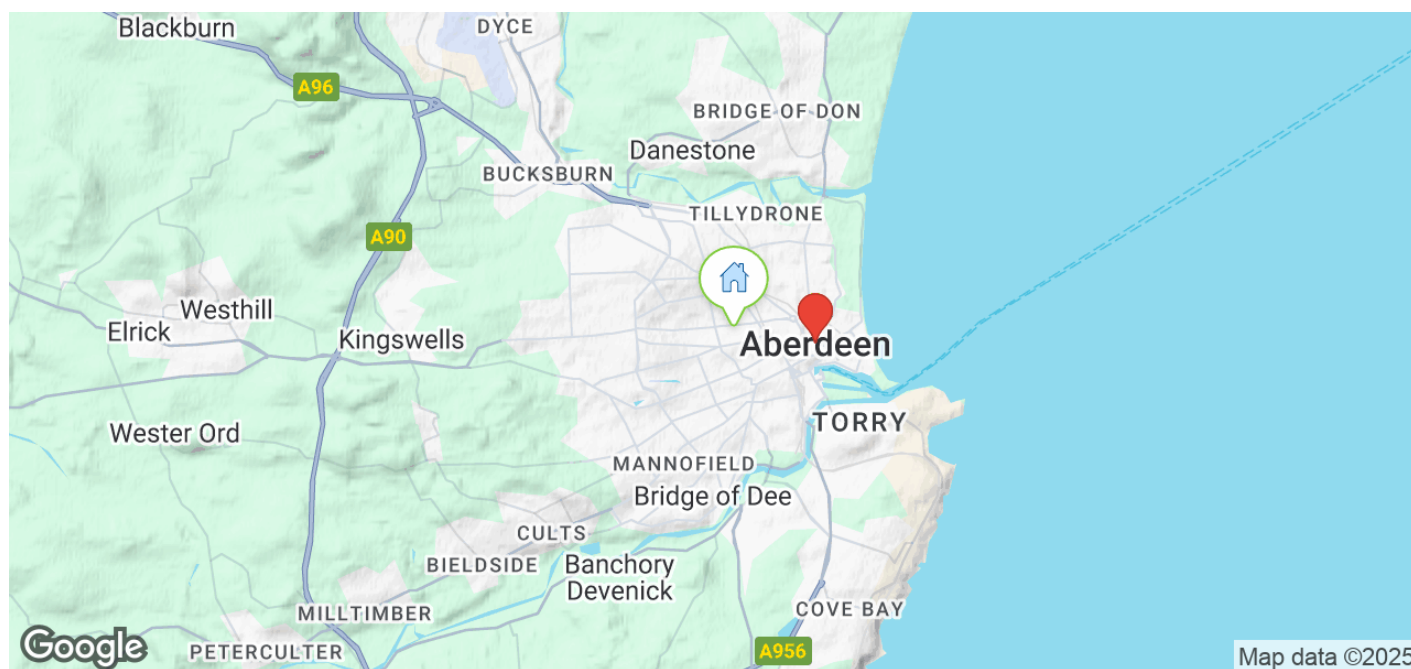 Blackburn
DYCE
A96
BRIDGE OF DON
Danestone
BUCKSBURN
TILLYDRONE
A90
Westhill
Elrick
Kingswells
Aberdeen
TORRY
Wester Ord
MANNOFIELD
Bridge of Dee
CULTS
BIELDSIDE
Banchory
Devenick
MILLTIMBER
COVE BAY
PETERCULTER
A956
Google
Map data ©2025